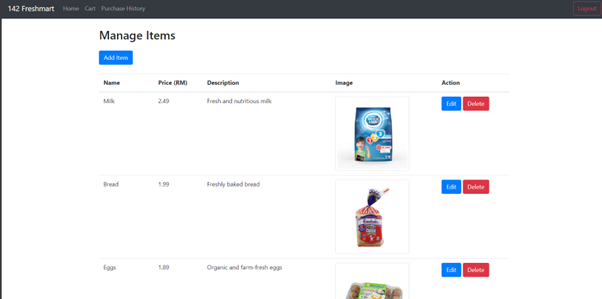 142 Freshmart Home Cart Purchase History Logout
Manage Items
Add Item
Name Price (RM) Description Image Action
Milk 2.49 Fresh and nutritious milk Edit Delete
Bread 1.99 Freshly baked bread Edit Delete
Eggs 1.89 Organic and farm-fresh eggs Edit Delete